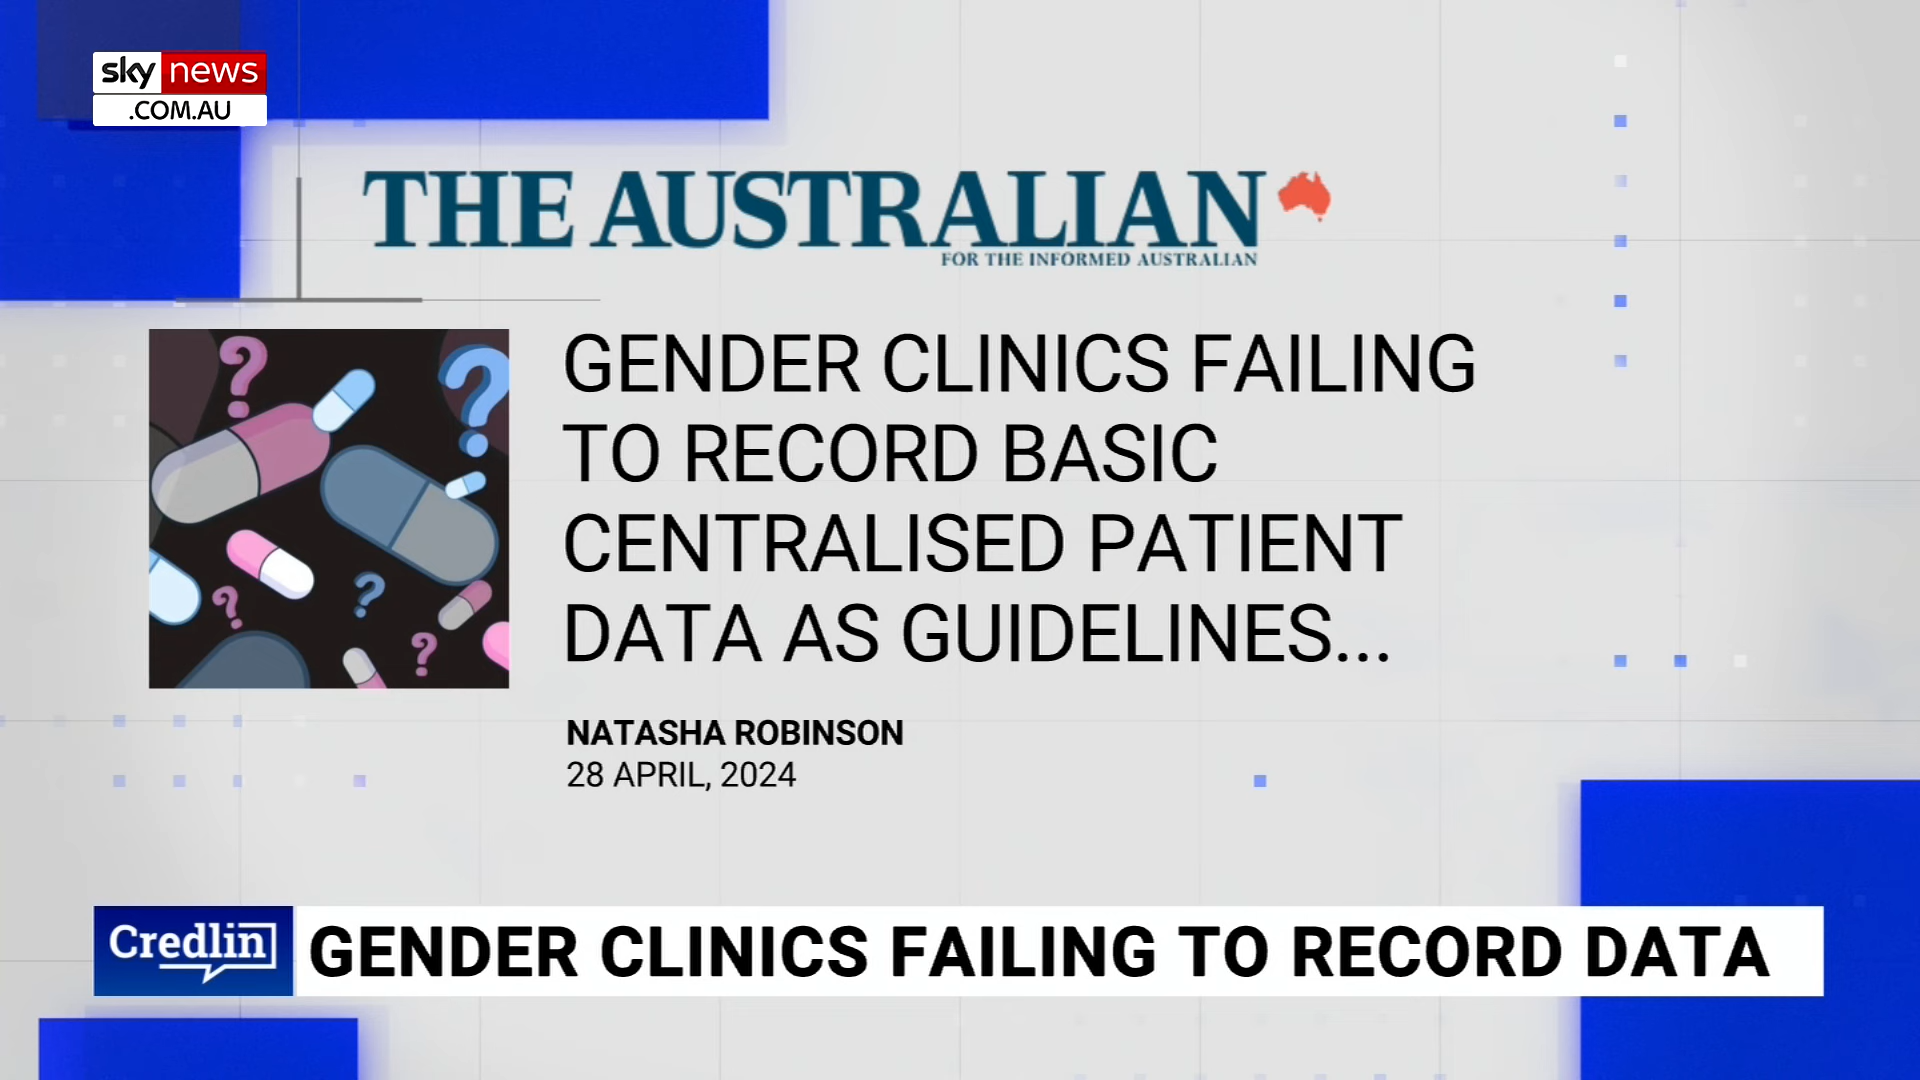 sky news
.COM.AU
THE AUSTRALIAN
FOR THE INFORMED AUSTRALIAN
GENDER CLINICS FAILING
TO RECORD BASIC
CENTRALISED PATIENT
DATA AS GUIDELINES...
NATASHA ROBINSON
28 APRIL, 2024
Credlin
GENDER CLINICS FAILING TO RECORD DATA